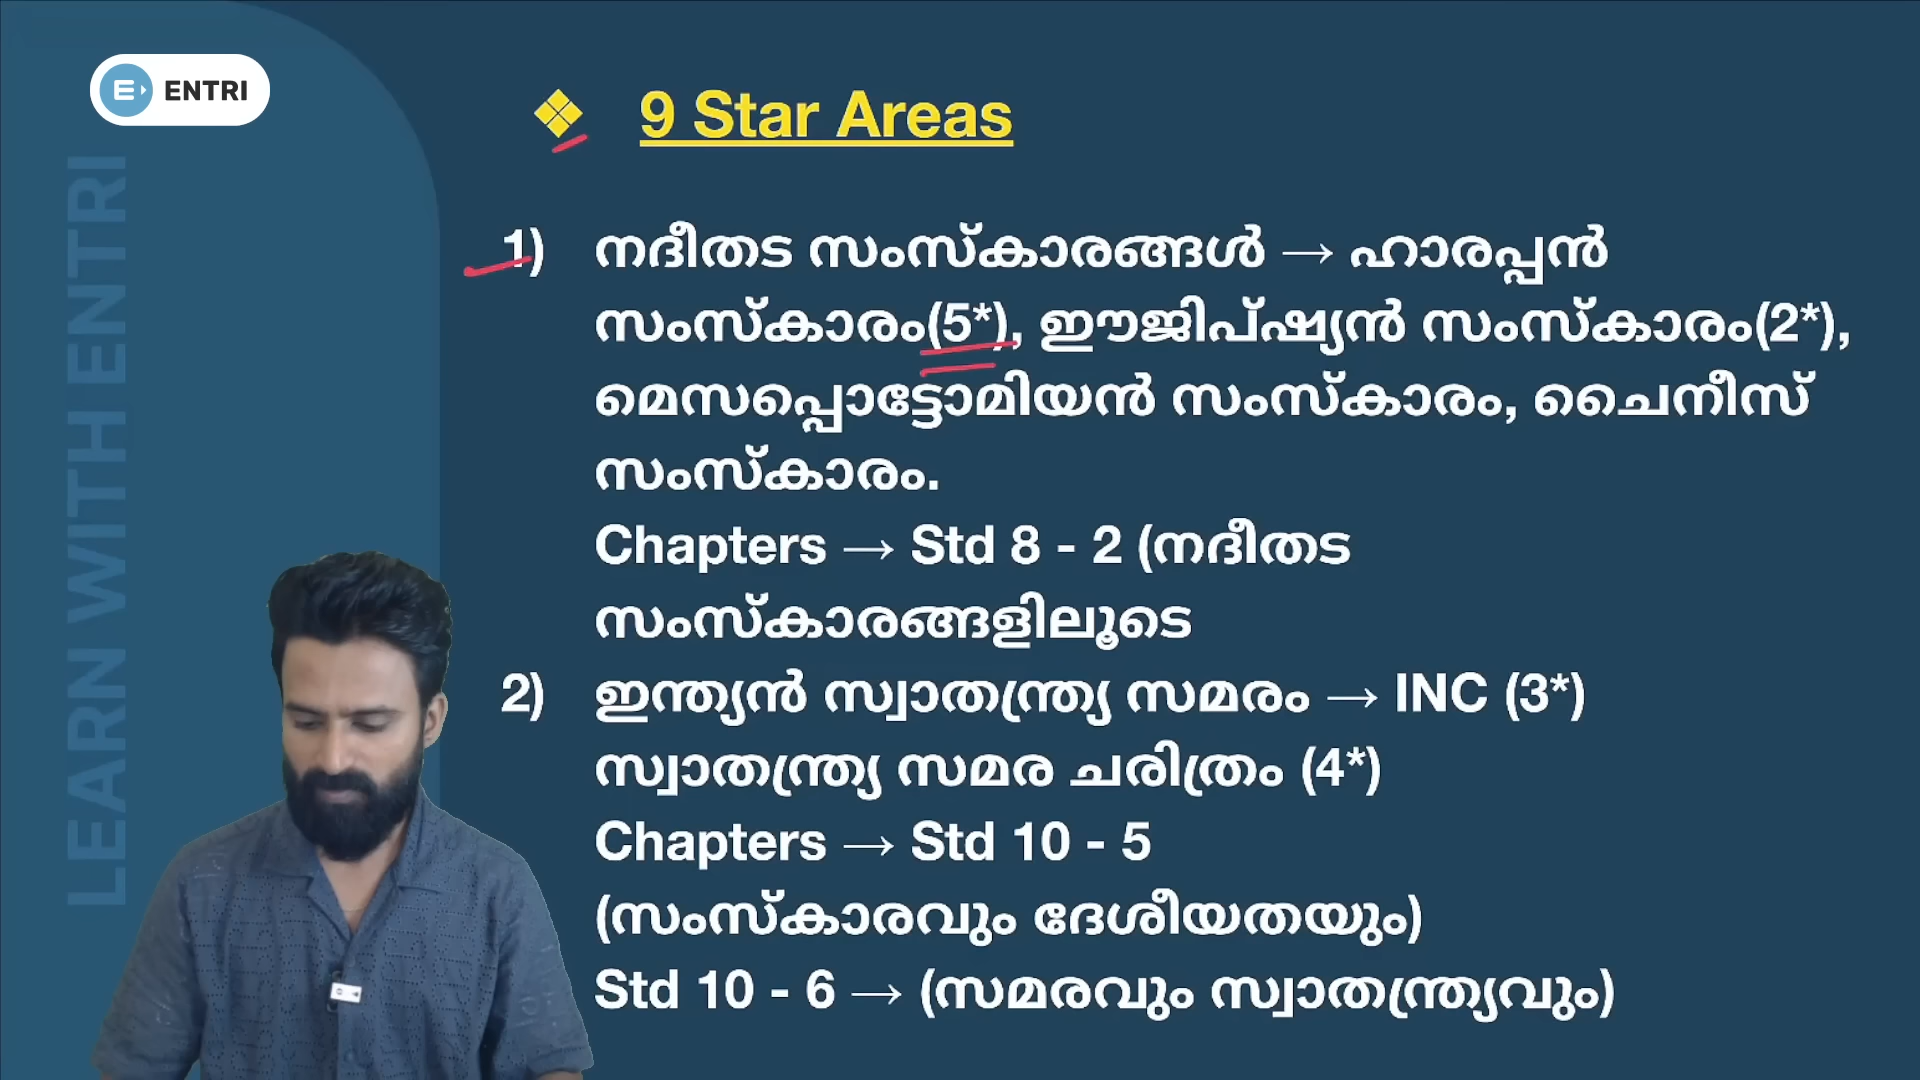 ENTRI
LEARN WITH ENTRI
9 Star Areas
1) നദീതട സംസ്കാരങ്ങൾ → ഹാരപ്പൻ
സംസ്കാരം(5*), ഈജിപ്ഷ്യൻ സംസ്കാരം(2*),
മെസപ്പൊട്ടോമിയൻ സംസ്കാരം, ചൈനീസ്
സംസ്കാരം.
Chapters → Std 8 - 2 (നദീതട
സംസ്കാരങ്ങളിലൂടെ
2) ഇന്ത്യൻ സ്വാതന്ത്ര്യ സമരം → INC (3*)
സ്വാതന്ത്ര്യ സമര ചരിത്രം (4*)
Chapters → Std 10 - 5
(സംസ്കാരവും ദേശീയതയും)
Std 10 - 6 → (സമരവും സ്വാതന്ത്ര്യവും)